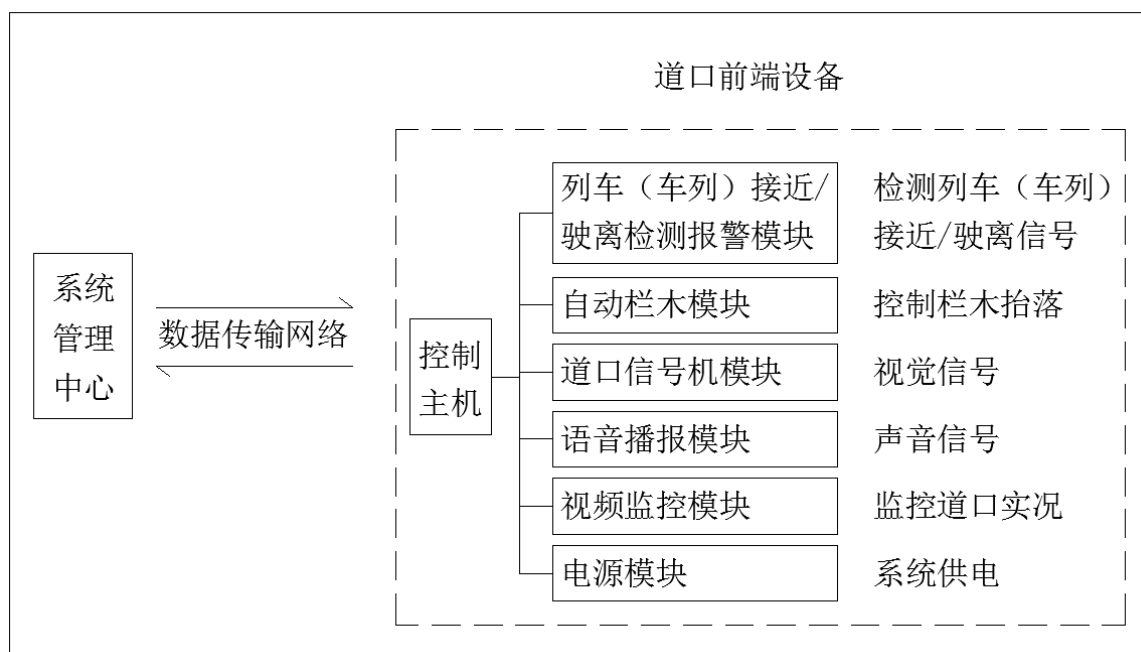 道口前端设备
系统
管理
中心
数据传输网络
控制
主机
列车（车列）接近/
驶离检测报警模块
检测列车（车列）
接近/驶离信号
自动栏木模块
控制栏木抬落
道口信号机模块
视觉信号
语音播报模块
声音信号
视频监控模块
监控道口实况
电源模块
系统供电